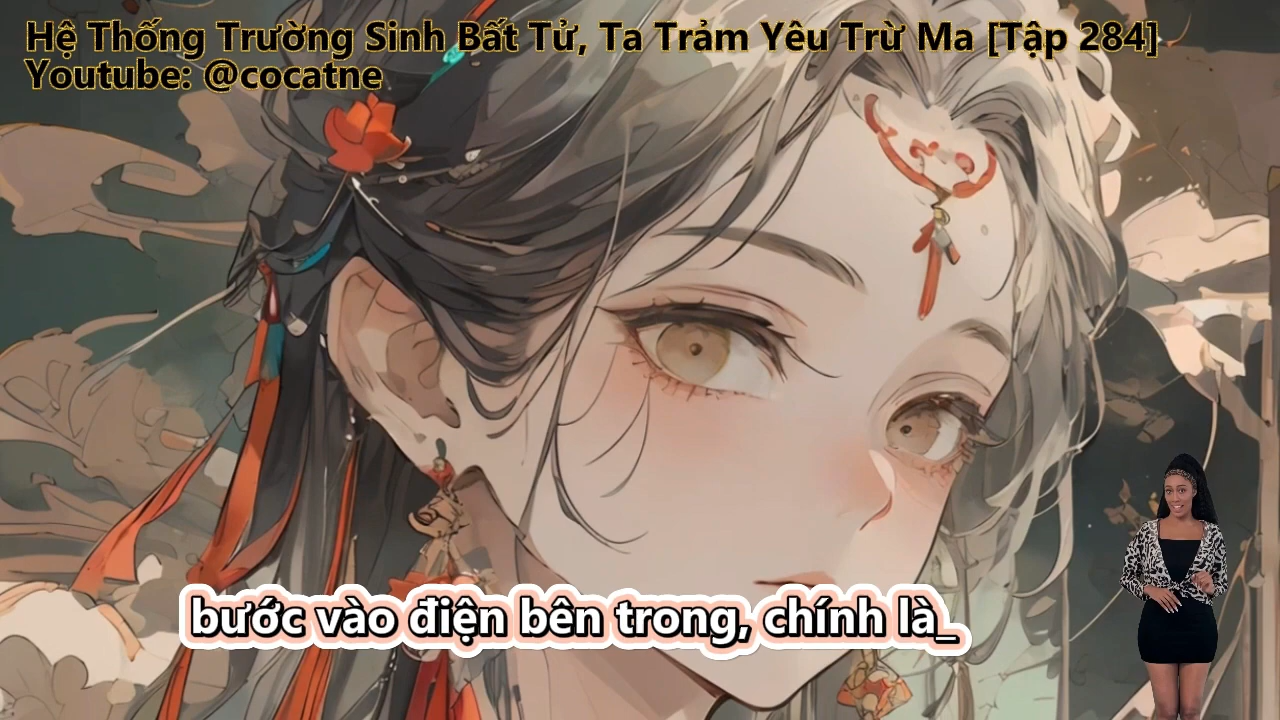 Hệ Thống Trường Sinh Bất Tử, Ta Trảm Yêu Trừ Ma [Tập 284]
Youtube: @cocatne
bước vào điện bên trong, chính là_